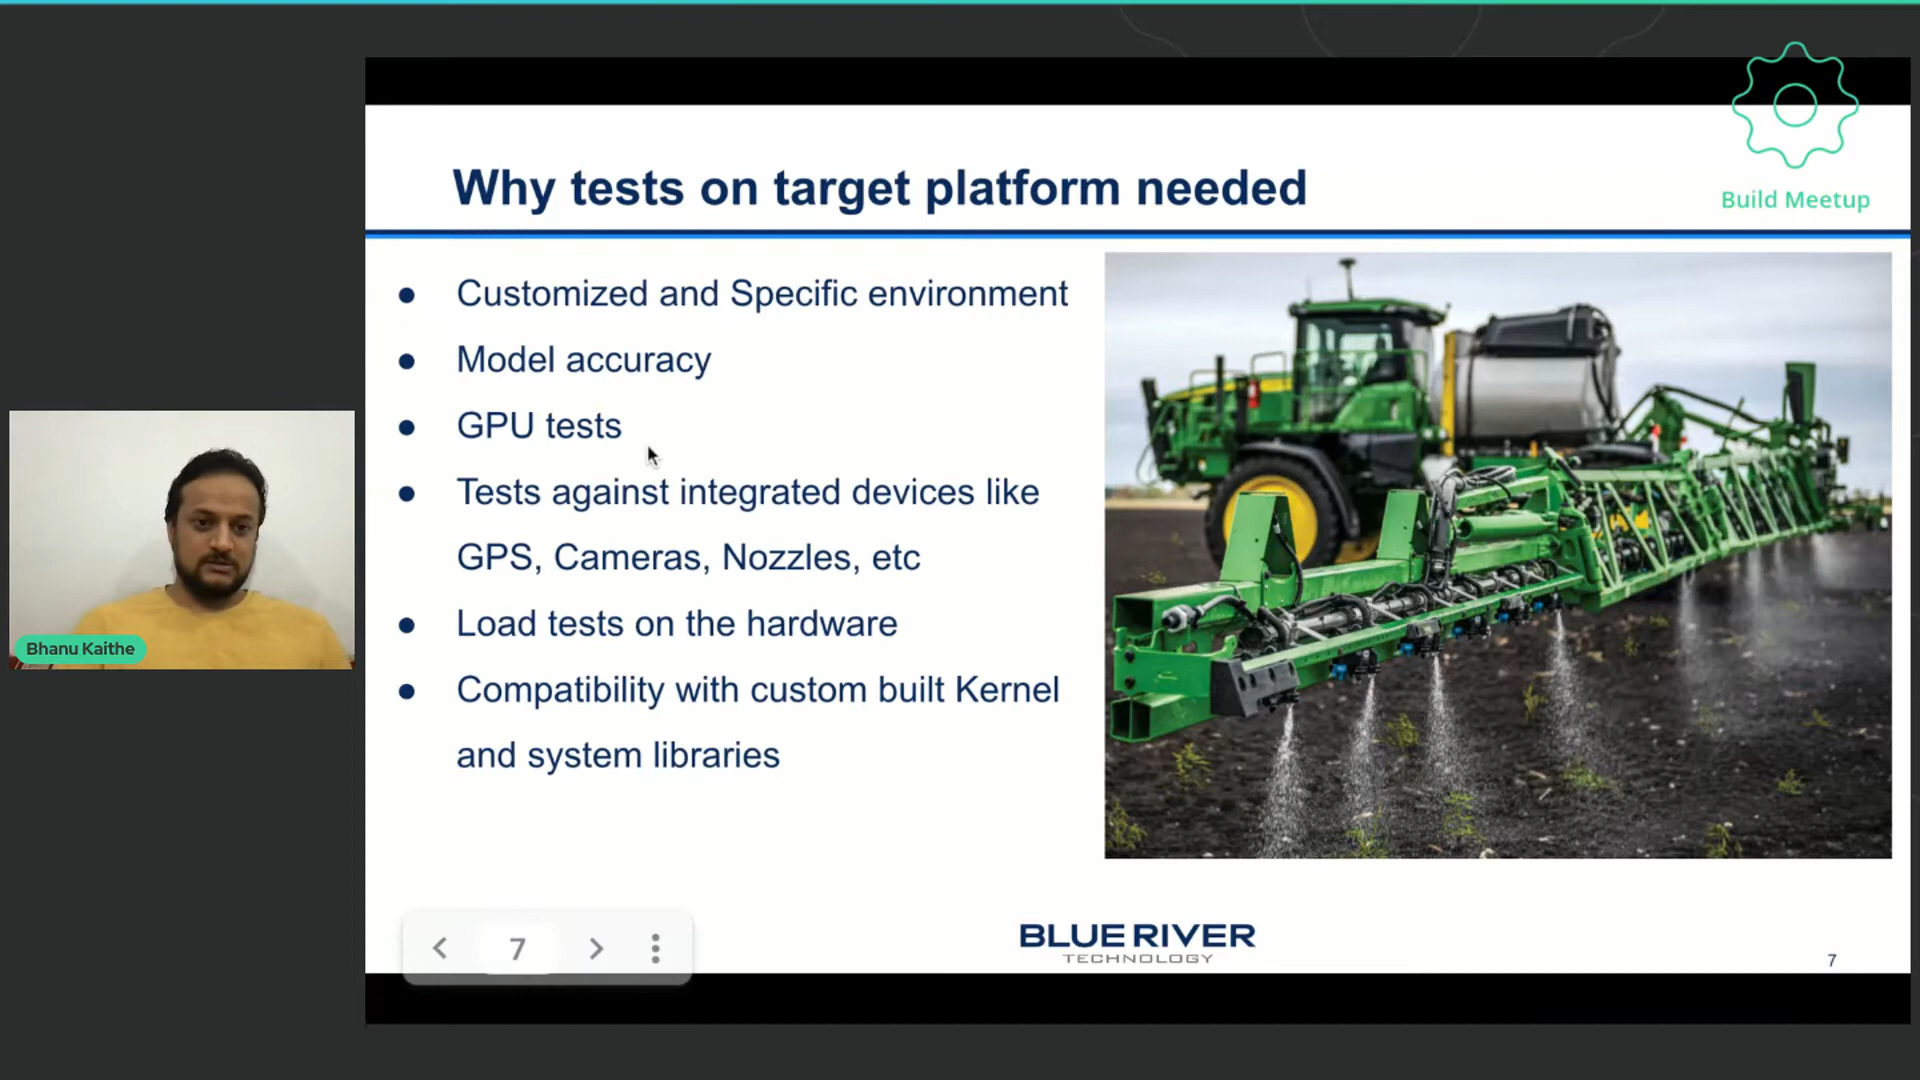 Build Meetup
Why tests on target platform needed
● Customized and Specific environment
● Model accuracy
● GPU tests
● Tests against integrated devices like
GPS, Cameras, Nozzles, etc
● Load tests on the hardware
● Compatibility with custom built Kernel
and system libraries
Bhanu Kaithe
7
BLUE RIVER
TECHNOLOGY
7